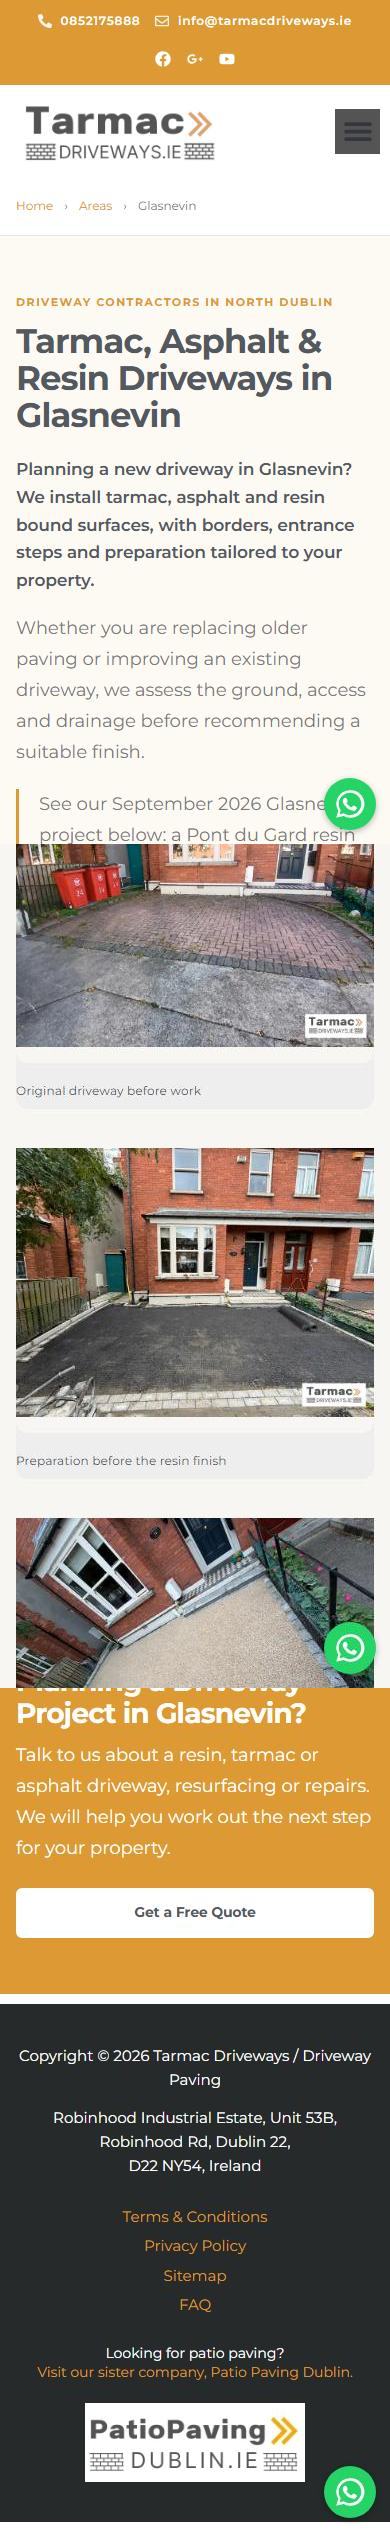 0852175888 info@tarmacdriveways.ie
Tarmac
DRIVEWAYS.IE
Home › Areas › Glasnevin
DRIVEWAY CONTRACTORS IN NORTH DUBLIN
Tarmac, Asphalt &
Resin Driveways in
Glasnevin
Planning a new driveway in Glasnevin?
We install tarmac, asphalt and resin
bound surfaces, with borders, entrance
steps and preparation tailored to your
property.
Whether you are replacing older
paving or improving an existing
driveway, we assess the ground, access
and drainage before recommending a
suitable finish.
See our September 2026 Glasne
project below: a Pont du Gard resin
Tarmac
DRIVEWAYS.IE
Original driveway before work
Tarmac
DRIVEWAYS.IE
Preparation before the resin finish
Planning a Driveway
Project in Glasnevin?
Talk to us about a resin, tarmac or
asphalt driveway, resurfacing or repairs.
We will help you work out the next step
for your property.
Get a Free Quote
Copyright © 2026 Tarmac Driveways / Driveway
Paving
Robinhood Industrial Estate, Unit 53B,
Robinhood Rd, Dublin 22,
D22 NY54, Ireland
Terms & Conditions
Privacy Policy
Sitemap
FAQ
Looking for patio paving?
Visit our sister company, Patio Paving Dublin.
PatioPaving
DUBLIN.IE